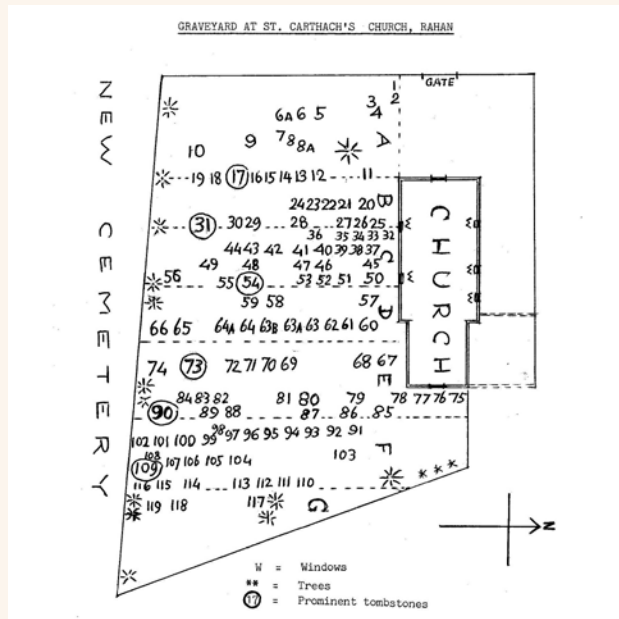 GRAVEYARD AT ST. CARTHACH'S CHURCH, RAHAN
GATE
1
3 2
6A 6 5 4
A
7 8 8A
9
10
19 18 17 16 15 14 13 12 11
24 23 22 21 20 B
31 30 29 28 27 26 25
36 35 34 33 32
44 43 42 41 40 39 38 37
C
49 48 47 46 45
56 55 54 53 52 51 50
59 58 57
D
66 65 64A 64 63B 63A 63 62 61 60
74 73 72 71 70 69 68 67
E
84 83 82 81 80 79 78 77 76 75
90 89 88 87 86 85
102 101 100 99 98 97 96 95 94 93 92 91
F
109 108 107 106 105 104 103
116 115 114 113 112 111 110
119 118 117 G
NEW CEMETERY
CHURCH
W
W
W
W
W
N
W = Windows
** = Trees
17 = Prominent tombstones